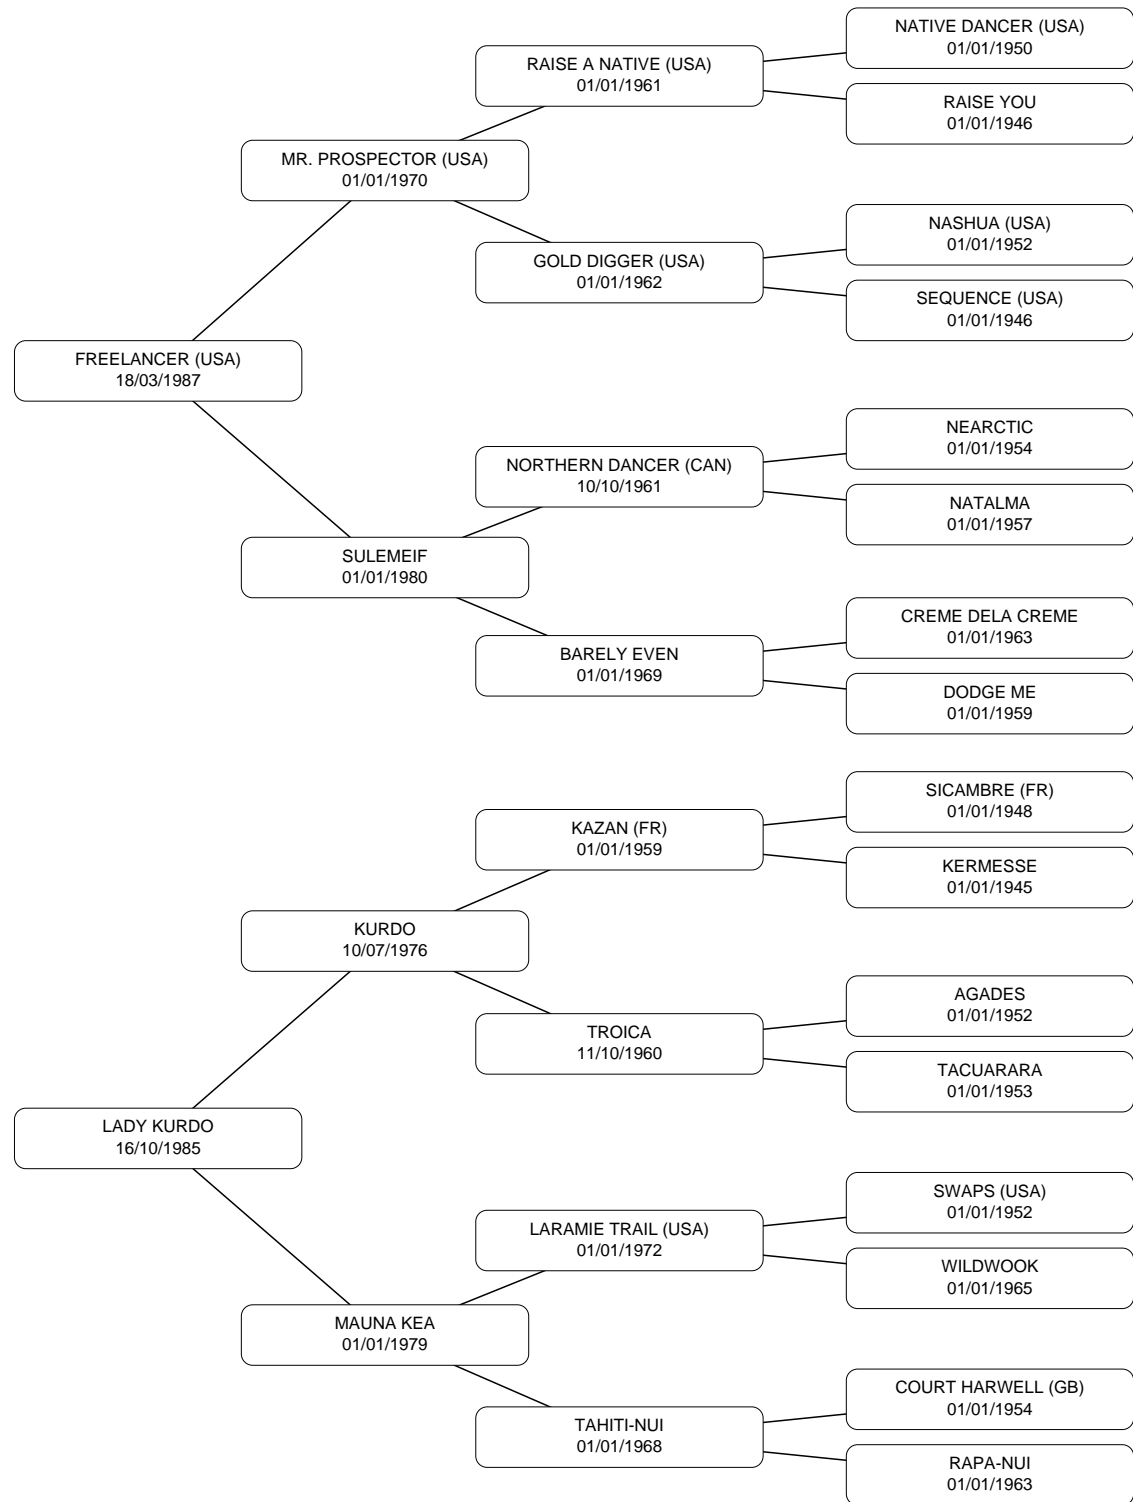 NATIVE DANCER (USA)
01/01/1950
RAISE A NATIVE (USA)
01/01/1961
RAISE YOU
01/01/1946
MR. PROSPECTOR (USA)
01/01/1970
NASHUA (USA)
01/01/1952
GOLD DIGGER (USA)
01/01/1962
SEQUENCE (USA)
01/01/1946
FREELANCER (USA)
18/03/1987
NEARCTIC
01/01/1954
NORTHERN DANCER (CAN)
10/10/1961
NATALMA
01/01/1957
SULEMEIF
01/01/1980
CREME DELA CREME
01/01/1963
BARELY EVEN
01/01/1969
DODGE ME
01/01/1959
SICAMBRE (FR)
01/01/1948
KAZAN (FR)
01/01/1959
KERMESSE
01/01/1945
KURDO
10/07/1976
AGADES
01/01/1952
TROICA
11/10/1960
TACUARARA
01/01/1953
LADY KURDO
16/10/1985
SWAPS (USA)
01/01/1952
LARAMIE TRAIL (USA)
01/01/1972
WILDWOOK
01/01/1965
MAUNA KEA
01/01/1979
COURT HARWELL (GB)
01/01/1954
TAHITI-NUI
01/01/1968
RAPA-NUI
01/01/1963